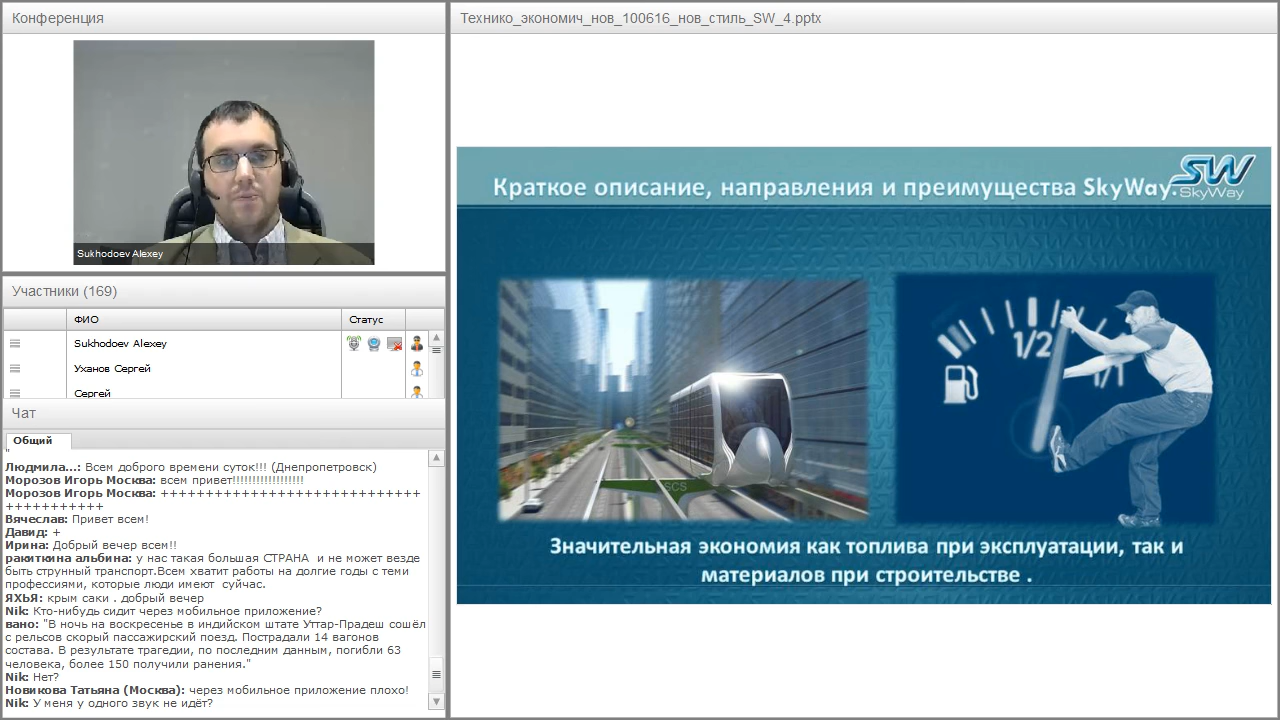 Конференция
Sukhodoev Alexey
Участники (169)
ФИО
Статус
Sukhodoev Alexey
Уханов Сергей
Сергей
Чат
Общий
Людмила...: Всем доброго времени суток!!! (Днепропетровск)
Морозов Игорь Москва: всем привет!!!!!!!!!!!!!!!!!!
Морозов Игорь Москва: +++++++++++++++++++++++++++++
+++++++++++
Вячеслав: Привет всем!
Давид: +
Ирина: Добрый вечер всем!!
ракиткина альбина: у нас такая большая СТРАНА и не может везде
быть струнный транспорт.Всем хватит работы на долгие годы с теми
профессиями, которые люди имеют суйчас.
ЯХЬЯ: крым саки . добрый вечер
Nik: Кто-нибудь сидит через мобильное приложение?
вано: "В ночь на воскресенье в индийском штате Уттар-Прадеш сошёл
с рельсов скорый пассажирский поезд. Пострадали 14 вагонов
состава. В результате трагедии, по последним данным, погибли 63
человека, более 150 получили ранения."
Nik: Нет?
Новикова Татьяна (Москва): через мобильное приложение плохо!
Nik: У меня у одного звук не идёт?
Технико_экономич_нов_100616_нов_стиль_SW_4.pptx
Краткое описание, направления и преимущества SkyWay.
SW
SkyWay
SCS
1/2
1/1
Значительная экономия как топлива при эксплуатации, так и
материалов при строительстве .